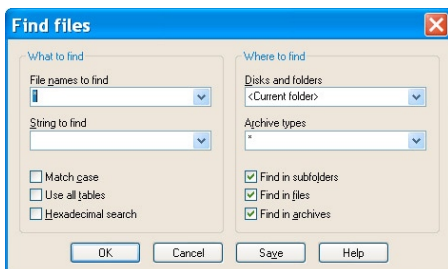 Find files
What to find
File names to find
String to find
Match case
Use all tables
Hexadecimal search
Where to find
Disks and folders
<Current folder>
Archive types
*
Find in subfolders
Find in files
Find in archives
OK Cancel Save Help